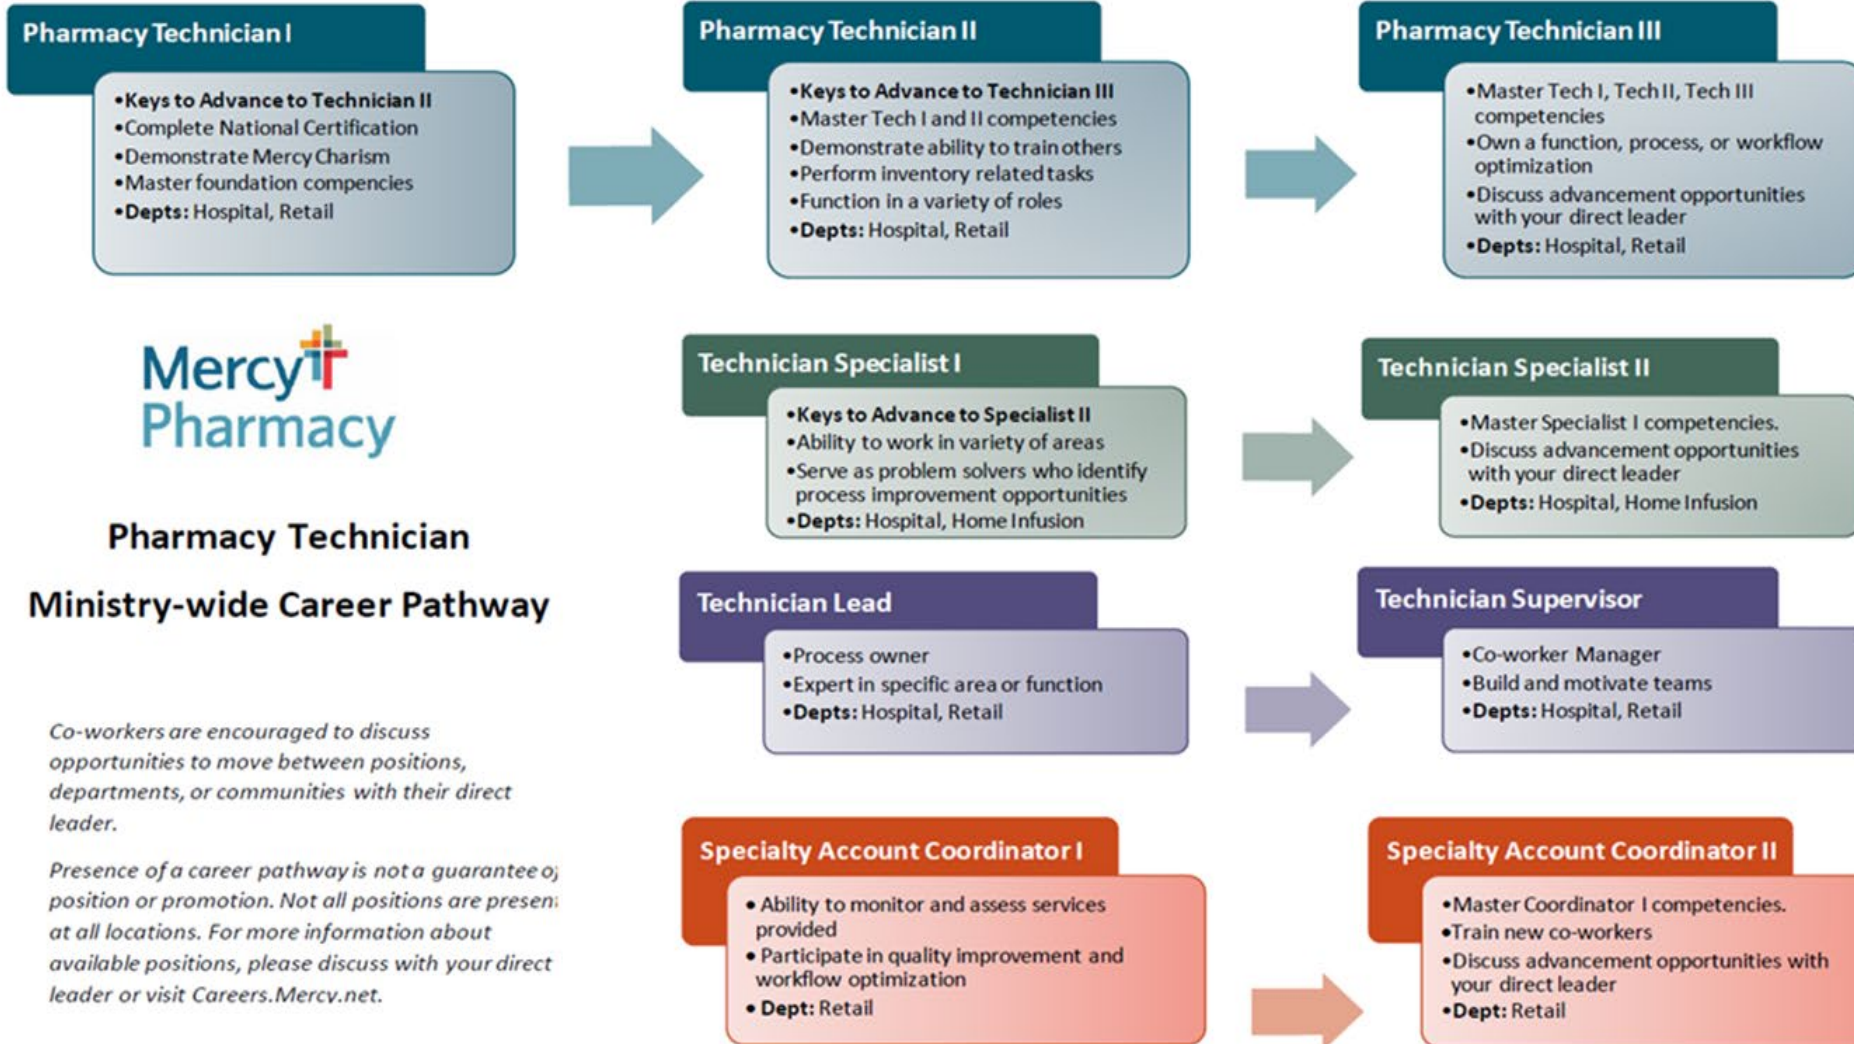 Pharmacy Technician I
•Keys to Advance to Technician II
•Complete National Certification
•Demonstrate Mercy Charism
•Master foundation compencies
•Depts: Hospital, Retail
Pharmacy Technician II
•Keys to Advance to Technician III
•Master Tech I and II competencies
•Demonstrate ability to train others
•Perform inventory related tasks
•Function in a variety of roles
•Depts: Hospital, Retail
Pharmacy Technician III
•Master Tech I, Tech II, Tech III
competencies
•Own a function, process, or workflow
optimization
•Discuss advancement opportunities
with your direct leader
•Depts: Hospital, Retail
Mercy
Pharmacy
Pharmacy Technician
Ministry-wide Career Pathway
Co-workers are encouraged to discuss
opportunities to move between positions,
departments, or communities with their direct
leader.
Presence of a career pathway is not a guarantee of
position or promotion. Not all positions are present
at all locations. For more information about
available positions, please discuss with your direct
leader or visit Careers.Mercy.net.
Technician Specialist I
•Keys to Advance to Specialist II
•Ability to work in variety of areas
•Serve as problem solvers who identify
process improvement opportunities
•Depts: Hospital, Home Infusion
Technician Specialist II
•Master Specialist I competencies.
•Discuss advancement opportunities
with your direct leader
•Depts: Hospital, Home Infusion
Technician Lead
•Process owner
•Expert in specific area or function
•Depts: Hospital, Retail
Technician Supervisor
•Co-worker Manager
•Build and motivate teams
•Depts: Hospital, Retail
Specialty Account Coordinator I
• Ability to monitor and assess services
provided
• Participate in quality improvement and
workflow optimization
• Dept: Retail
Specialty Account Coordinator II
•Master Coordinator I competencies.
•Train new co-workers
•Discuss advancement opportunities with
your direct leader
•Dept: Retail